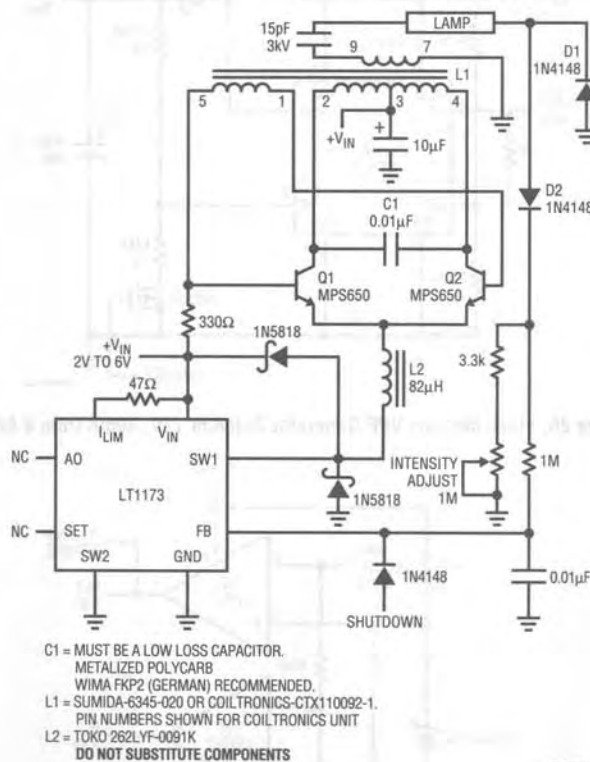 15pF
3kV
LAMP
9
7
D1
1N4148
L1
5
1
2
3
4
+VIN
+
10µF
D2
1N4148
C1
0.01µF
Q1
MPS650
Q2
MPS650
330Ω
1N5818
+VIN
2V TO 6V
L2
82µH
3.3k
47Ω
ILIM
VIN
NC
AO
SW1
LT1173
1N5818
INTENSITY
ADJUST
1M
1M
NC
SET
FB
SW2
GND
1N4148
0.01µF
SHUTDOWN
C1 = MUST BE A LOW LOSS CAPACITOR.
METALIZED POLYCARB
WIMA FKP2 (GERMAN) RECOMMENDED.
L1 = SUMIDA-6345-020 OR COILTRONICS-CTX110092-1.
PIN NUMBERS SHOWN FOR COILTRONICS UNIT
L2 = TOKO 262LYF-0091K
DO NOT SUBSTITUTE COMPONENTS